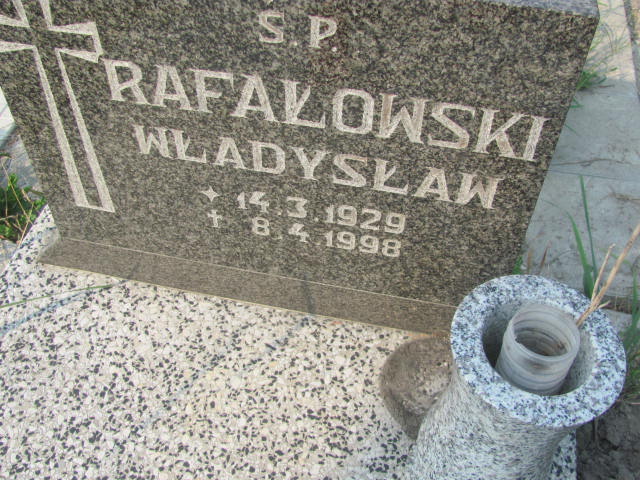 Ś.P.
RAFAŁOWSKI
WŁADYSŁAW
14.3.1929
† 8.4.1998